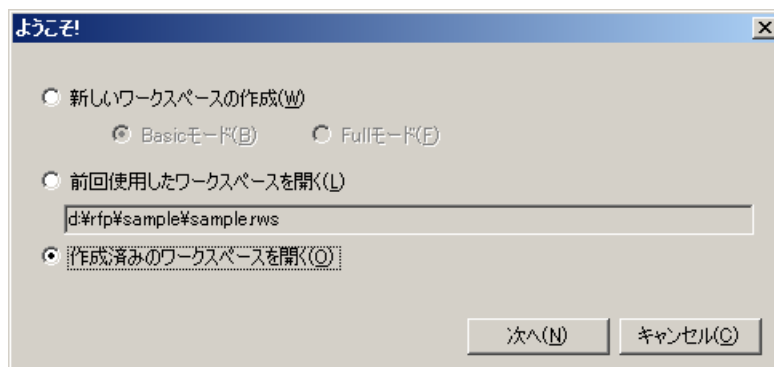 ようこそ!
新しいワークスペースの作成(W)
Basicモード(B) Fullモード(F)
前回使用したワークスペースを開く(L)
d:¥rfp¥sample¥sample.rws
作成済みのワークスペースを開く(O)
次へ(N) キャンセル(C)